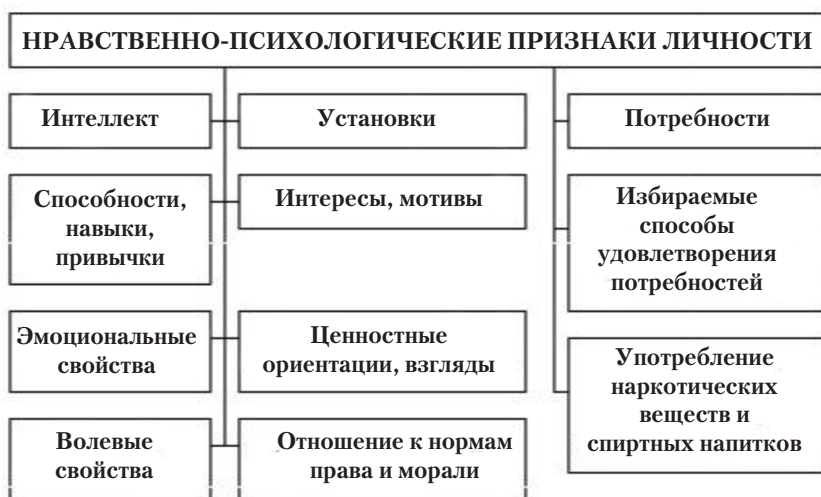 НРАВСТВЕННО-ПСИХОЛОГИЧЕСКИЕ ПРИЗНАКИ ЛИЧНОСТИ
Интеллект
Установки
Потребности
Способности,
навыки,
привычки
Интересы, мотивы
Избираемые
способы
удовлетворения
потребностей
Эмоциональные
свойства
Ценностные
ориентации, взгляды
Употребление
наркотических
веществ и
спиртных напитков
Волевые
свойства
Отношение к нормам
права и морали